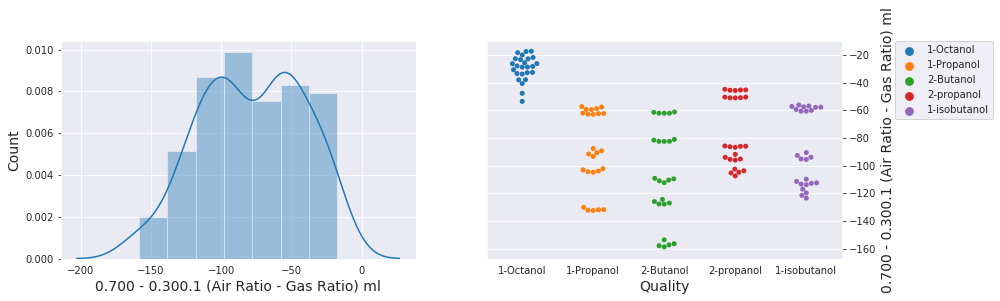 Count
0.010
0.008
0.006
0.004
0.002
0.000
−200 −150 −100 −50 0
0.700 - 0.300.1 (Air Ratio - Gas Ratio) ml
1-Octanol 1-Propanol 2-Butanol 2-propanol 1-isobutanol
Quality
−20
−40
−60
−80
−100
−120
−140
−160
0.700 - 0.300.1 (Air Ratio - Gas Ratio) ml
1-Octanol
1-Propanol
2-Butanol
2-propanol
1-isobutanol